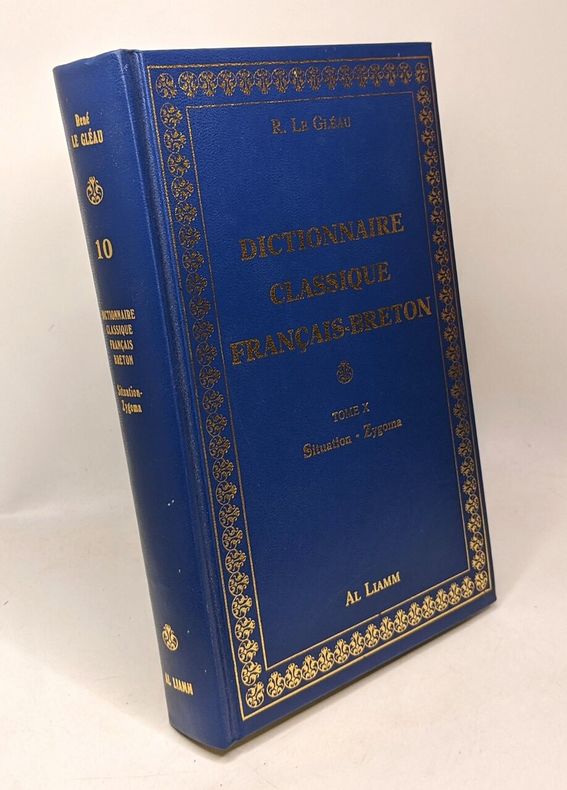 René
LE GLÉAU
10
DICTIONNAIRE
CLASSIQUE
FRANÇAIS
BRETON
Situation-
Zygoma
AL LIAMM
R. LE GLÉAU
DICTIONNAIRE
CLASSIQUE
FRANÇAIS-BRETON
TOME X
Situation - Zygoma
AL LIAMM